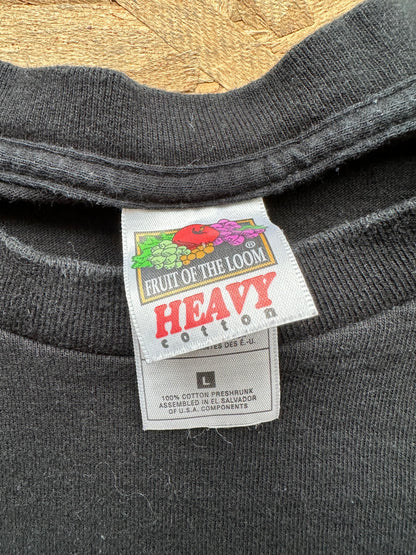 FRUIT OF THE LOOM®
HEAVY
cotton
DES É.-U.
L
100% COTTON PRESHRUNK
ASSEMBLED IN EL SALVADOR
OF U.S.A. COMPONENTS